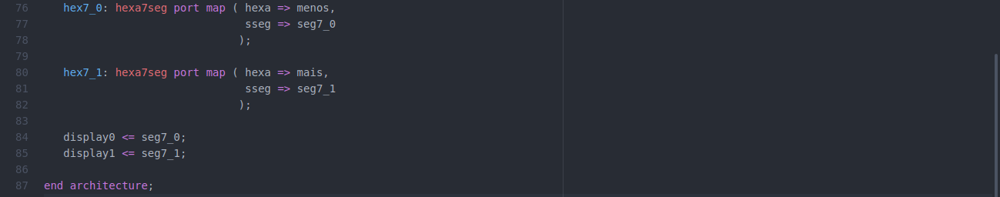 76 hex7_0: hexa7seg port map ( hexa => menos,
77 sseg => seg7_0
78 );
79
80 hex7_1: hexa7seg port map ( hexa => mais,
81 sseg => seg7_1
82 );
83
84 display0 <= seg7_0;
85 display1 <= seg7_1;
86
87 end architecture;